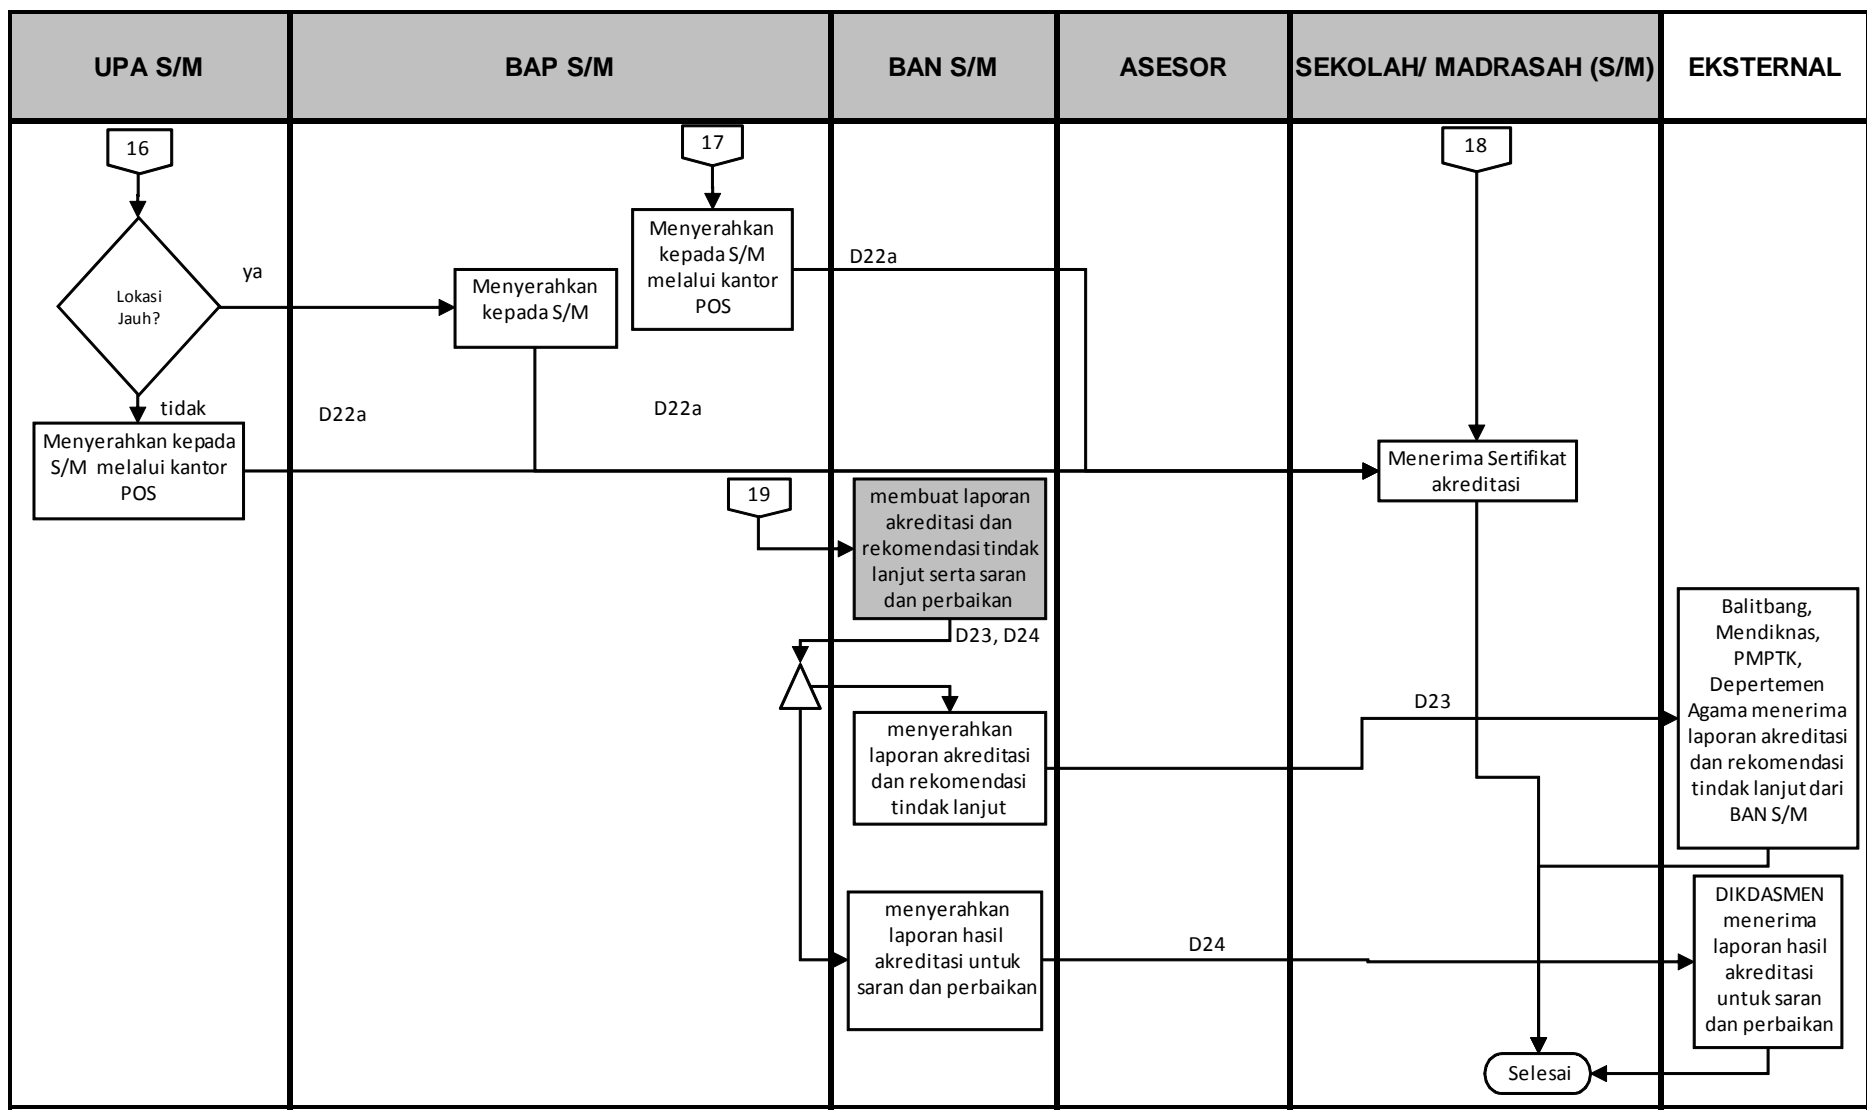 UPA S/M
BAP S/M
BAN S/M
ASESOR
SEKOLAH/ MADRASAH (S/M)
EKSTERNAL
16
17
18
Lokasi
Jauh?
ya
tidak
Menyerahkan kepada
S/M melalui kantor
POS
D22a
Menyerahkan
kepada S/M
D22a
Menyerahkan
kepada S/M
melalui kantor
POS
D22a
Menerima Sertifikat
akreditasi
19
membuat laporan
akreditasi dan
rekomendasi tindak
lanjut serta saran
dan perbaikan
D23, D24
menyerahkan
laporan akreditasi
dan rekomendasi
tindak lanjut
D23
Balitbang,
Mendiknas,
PMPTK,
Depertemen
Agama menerima
laporan akreditasi
dan rekomendasi
tindak lanjut dari
BAN S/M
menyerahkan
laporan hasil
akreditasi untuk
saran dan perbaikan
D24
DIKDASMEN
menerima
laporan hasil
akreditasi
untuk saran
dan perbaikan
Selesai